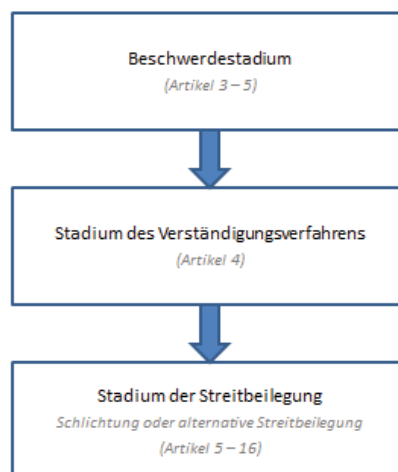 Beschwerdestadium
(Artikel 3 – 5)
Stadium des Verständigungsverfahrens
(Artikel 4)
Stadium der Streitbeilegung
Schlichtung oder alternative Streitbeilegung
(Artikel 5 – 16)